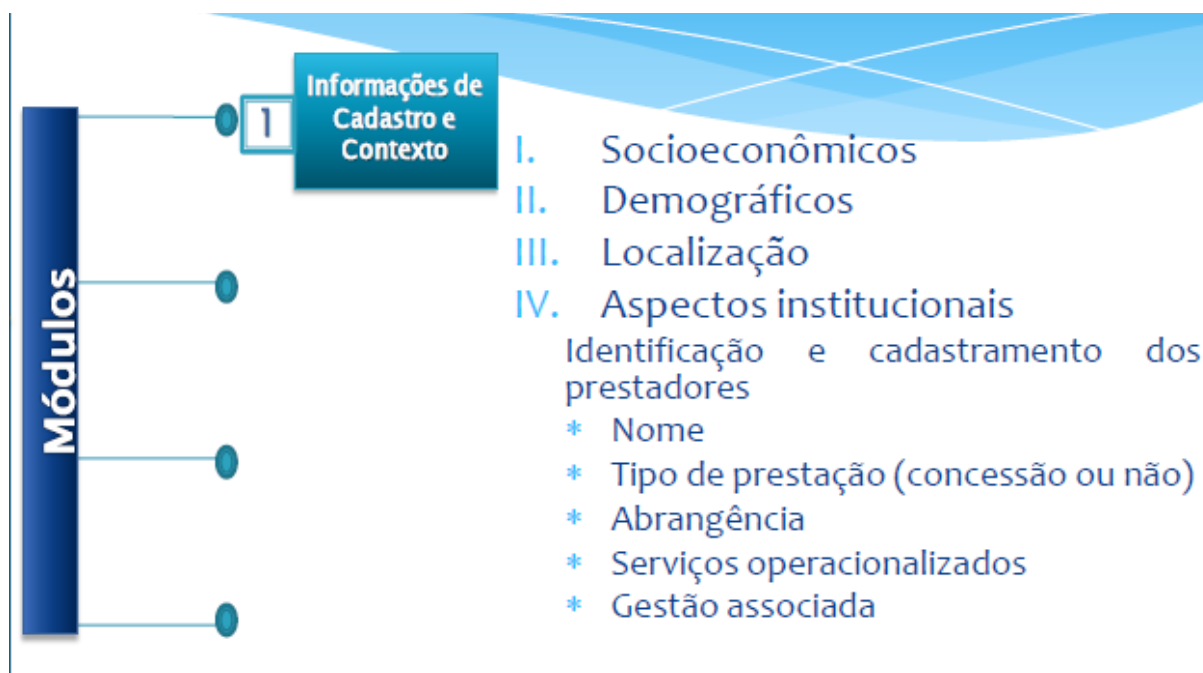 Módulos
1
Informações de
Cadastro e
Contexto
I. Socioeconômicos
II. Demográficos
III. Localização
IV. Aspectos institucionais
Identificação e cadastramento dos
prestadores
* Nome
* Tipo de prestação (concessão ou não)
* Abrangência
* Serviços operacionalizados
* Gestão associada